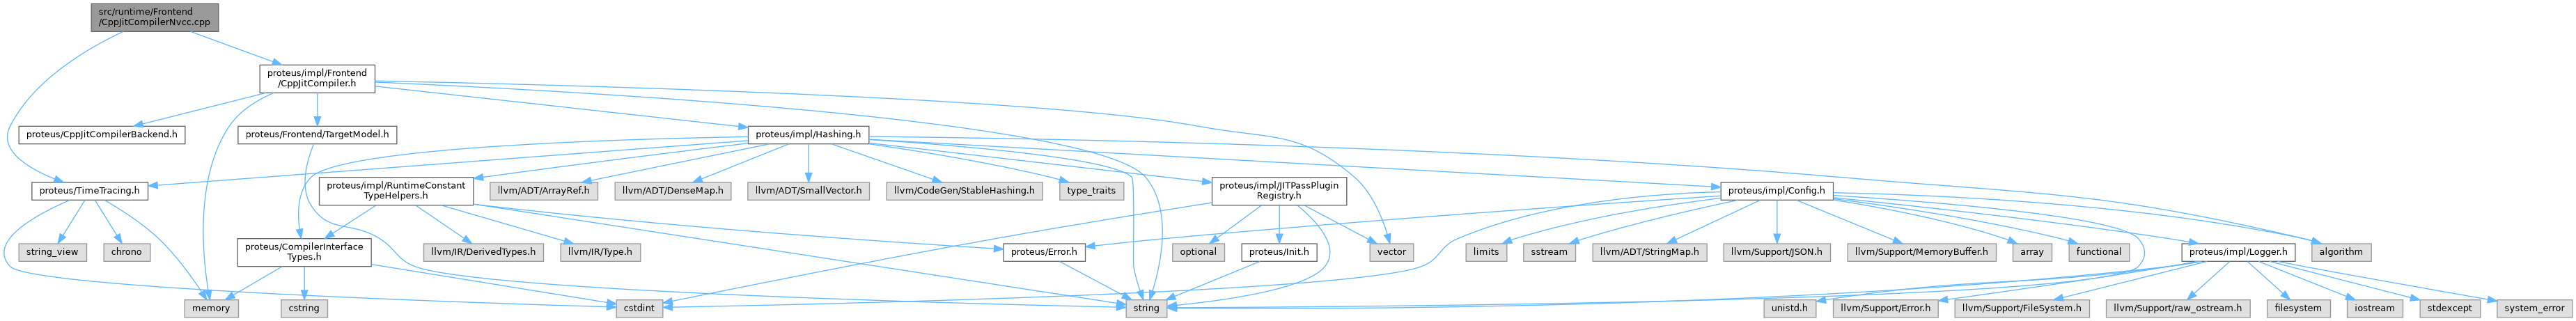 src/runtime/Frontend
/CppJitCompilerNvcc.cpp
proteus/impl/Frontend
/CppJitCompiler.h
proteus/CppJitCompilerBackend.h
proteus/Frontend/TargetModel.h
proteus/impl/Hashing.h
proteus/TimeTracing.h
proteus/impl/RuntimeConstant
TypeHelpers.h
llvm/ADT/ArrayRef.h
llvm/ADT/DenseMap.h
llvm/ADT/SmallVector.h
llvm/CodeGen/StableHashing.h
type_traits
proteus/impl/JITPassPlugin
Registry.h
proteus/impl/Config.h
string_view
chrono
proteus/CompilerInterface
Types.h
llvm/IR/DerivedTypes.h
llvm/IR/Type.h
proteus/Error.h
optional
proteus/Init.h
vector
limits
sstream
llvm/ADT/StringMap.h
llvm/Support/JSON.h
llvm/Support/MemoryBuffer.h
array
functional
proteus/impl/Logger.h
algorithm
memory
cstring
cstdint
string
unistd.h
llvm/Support/Error.h
llvm/Support/FileSystem.h
llvm/Support/raw_ostream.h
filesystem
iostream
stdexcept
system_error